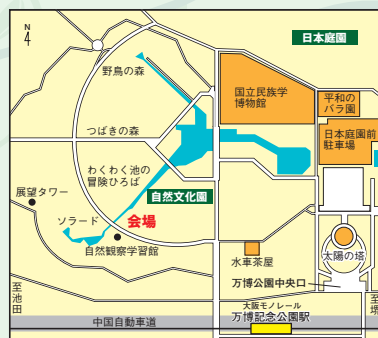 N
4
日本庭園
野鳥の森
国立民族学
博物館
平和の
バラ園
つばきの森
日本庭園前
駐車場
わくわく池の
冒険ひろば
展望タワー
自然文化園
ソラード
会場
自然観察学習館
水車茶屋
太陽の塔
万博公園中央口
至池田
大阪モノレール
万博記念公園駅
中国自動車道
至堺